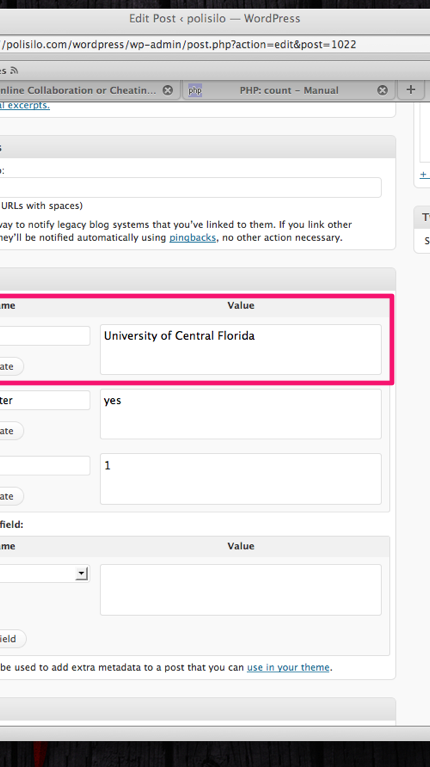 Edit Post ‹ polisilo — WordPress
/polisilo.com/wordpress/wp-admin/post.php?action=edit&post=1022
es
nline Collaboration or Cheatin...
php
PHP: count – Manual
+
al excerpts.
s
o:
+
URLs with spaces)
way to notify legacy blog systems that you've linked to them. If you link other
ey'll be notified automatically using pingbacks, no other action necessary.
T
S
me Value
University of Central Florida
ate
ter yes
ate
1
ate
field:
me Value
ield
be used to add extra metadata to a post that you can use in your theme.